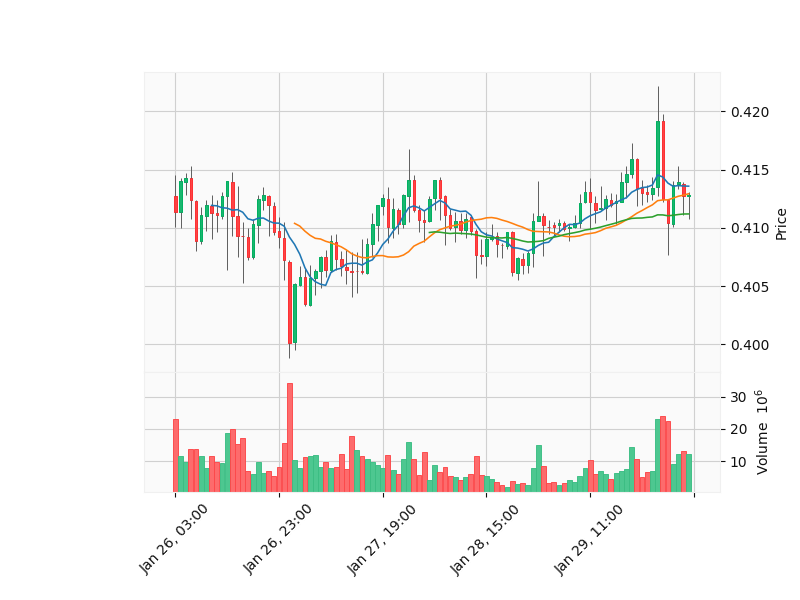 0.420
0.415
0.410
0.405
0.400
Price
30
20
10
Volume 10^6
Jan 26, 03:00
Jan 26, 23:00
Jan 27, 19:00
Jan 28, 15:00
Jan 29, 11:00